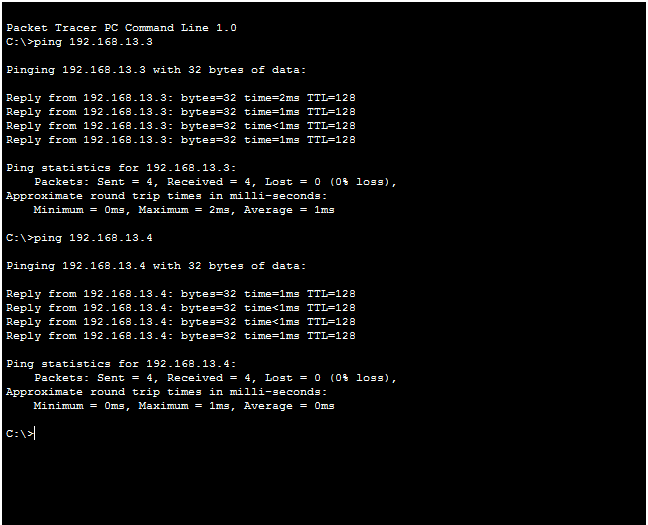 Packet Tracer PC Command Line 1.0
C:\>ping 192.168.13.3
Pinging 192.168.13.3 with 32 bytes of data:
Reply from 192.168.13.3: bytes=32 time=2ms TTL=128
Reply from 192.168.13.3: bytes=32 time=1ms TTL=128
Reply from 192.168.13.3: bytes=32 time<1ms TTL=128
Reply from 192.168.13.3: bytes=32 time=1ms TTL=128
Ping statistics for 192.168.13.3:
    Packets: Sent = 4, Received = 4, Lost = 0 (0% loss),
Approximate round trip times in milli-seconds:
    Minimum = 0ms, Maximum = 2ms, Average = 1ms
C:\>ping 192.168.13.4
Pinging 192.168.13.4 with 32 bytes of data:
Reply from 192.168.13.4: bytes=32 time=1ms TTL=128
Reply from 192.168.13.4: bytes=32 time<1ms TTL=128
Reply from 192.168.13.4: bytes=32 time<1ms TTL=128
Reply from 192.168.13.4: bytes=32 time=1ms TTL=128
Ping statistics for 192.168.13.4:
    Packets: Sent = 4, Received = 4, Lost = 0 (0% loss),
Approximate round trip times in milli-seconds:
    Minimum = 0ms, Maximum = 1ms, Average = 0ms
C:\>